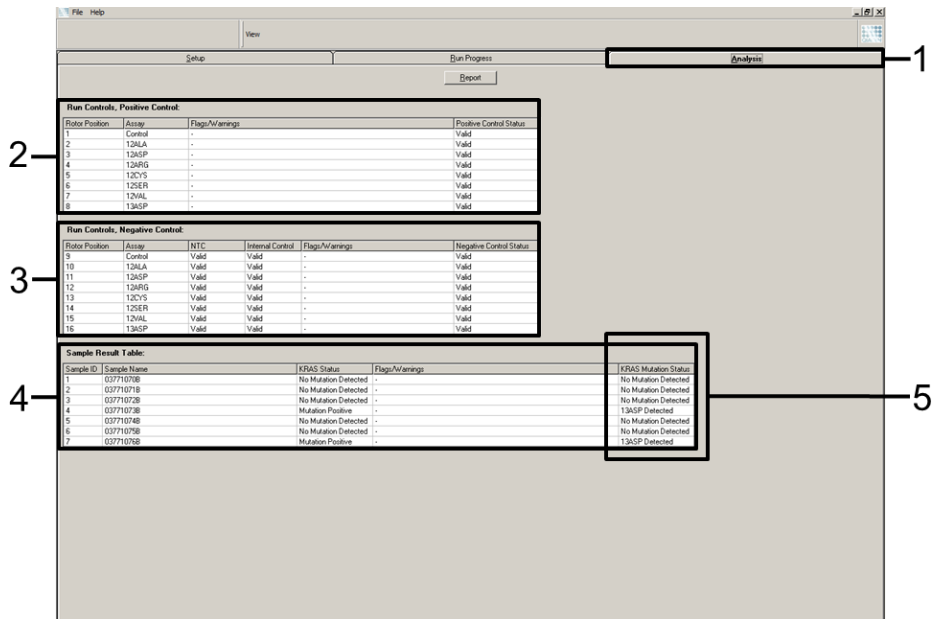 File Help
View
Setup Run Progress Analysis
1
Report
Run Controls, Positive Control:
Rotor Position Assay Flags/Warnings Positive Control Status
1 Control - Valid
2 12ALA - Valid
3 12ASP - Valid
4 12ARG - Valid
5 12CYS - Valid
6 12SER - Valid
7 12VAL - Valid
8 13ASP - Valid
2
Run Controls, Negative Control:
Rotor Position Assay NTC Internal Control Flags/Warnings Negative Control Status
9 Control Valid Valid - Valid
10 12ALA Valid Valid - Valid
11 12ASP Valid Valid - Valid
12 12ARG Valid Valid - Valid
13 12CYS Valid Valid - Valid
14 12SER Valid Valid - Valid
15 12VAL Valid Valid - Valid
16 13ASP Valid Valid - Valid
3
Sample Result Table:
Sample ID Sample Name KRAS Status Flags/Warnings KRAS Mutation Status
1 03771070B No Mutation Detected - No Mutation Detected
2 03771071B No Mutation Detected - No Mutation Detected
3 03771072B No Mutation Detected - No Mutation Detected
4 03771073B Mutation Positive - 13ASP Detected
5 03771074B No Mutation Detected - No Mutation Detected
6 03771075B No Mutation Detected - No Mutation Detected
7 03771076B Mutation Positive - 13ASP Detected
4
5